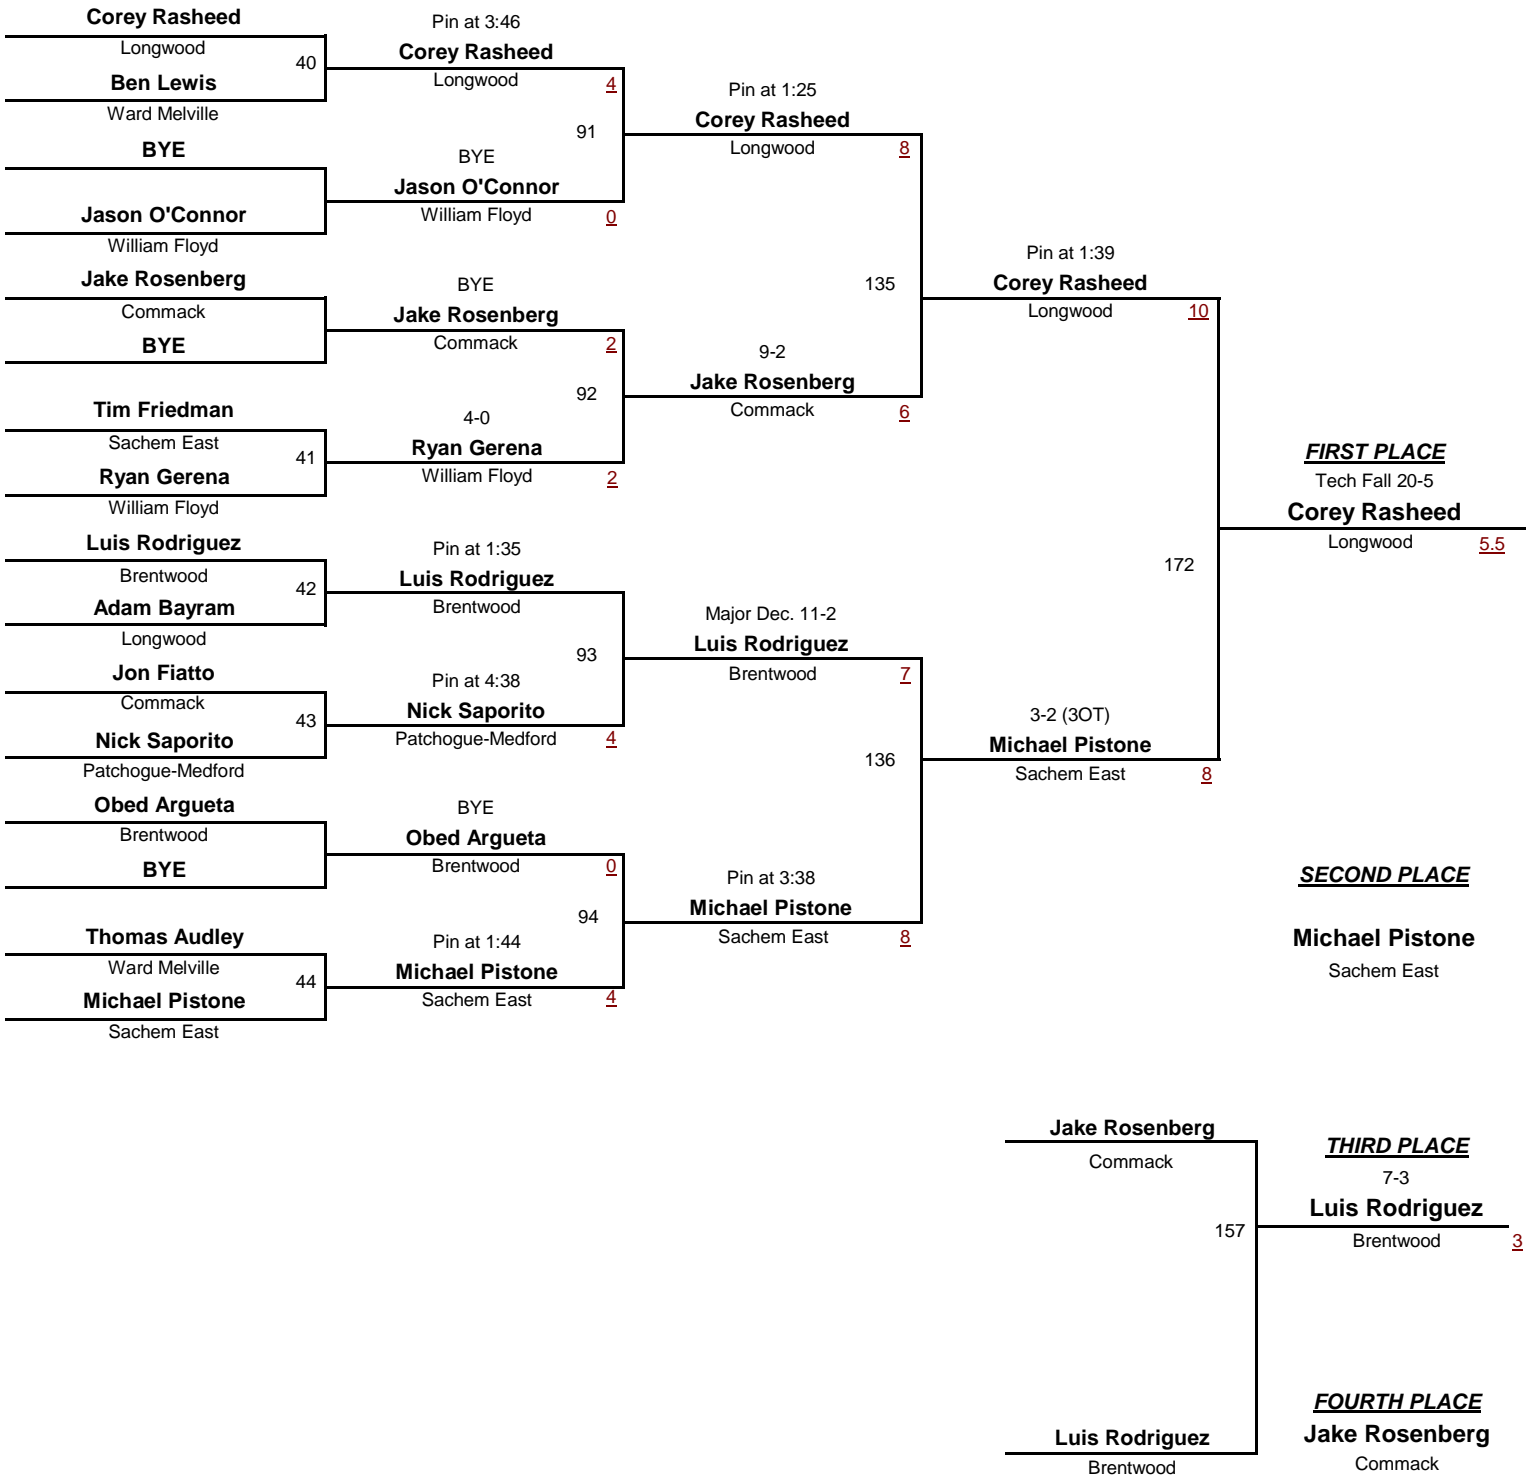 Corey Rasheed
Longwood
40
Ben Lewis
Ward Melville
BYE
Jason O'Connor
William Floyd
Jake Rosenberg
Commack
BYE
Tim Friedman
Sachem East
41
Ryan Gerena
William Floyd
Luis Rodriguez
Brentwood
42
Adam Bayram
Longwood
Jon Fiatto
Commack
43
Nick Saporito
Patchogue-Medford
Obed Argueta
Brentwood
BYE
Thomas Audley
Ward Melville
44
Michael Pistone
Sachem East
Pin at 3:46
Corey Rasheed
Longwood 4
91
BYE
Jason O'Connor
William Floyd 0
BYE
Jake Rosenberg
Commack 2
92
4-0
Ryan Gerena
William Floyd 2
Pin at 1:35
Luis Rodriguez
Brentwood
93
Pin at 4:38
Nick Saporito
Patchogue-Medford 4
BYE
Obed Argueta
Brentwood 0
94
Pin at 1:44
Michael Pistone
Sachem East 4
Pin at 1:25
Corey Rasheed
Longwood 8
135
9-2
Jake Rosenberg
Commack 6
Major Dec. 11-2
Luis Rodriguez
Brentwood 7
136
Pin at 3:38
Michael Pistone
Sachem East 8
Pin at 1:39
Corey Rasheed
Longwood 10
172
3-2 (3OT)
Michael Pistone
Sachem East 8
FIRST PLACE
Tech Fall 20-5
Corey Rasheed
Longwood 5.5
SECOND PLACE
Michael Pistone
Sachem East
Jake Rosenberg
Commack
157
Luis Rodriguez
Brentwood
THIRD PLACE
7-3
Luis Rodriguez
Brentwood 3
FOURTH PLACE
Jake Rosenberg
Commack